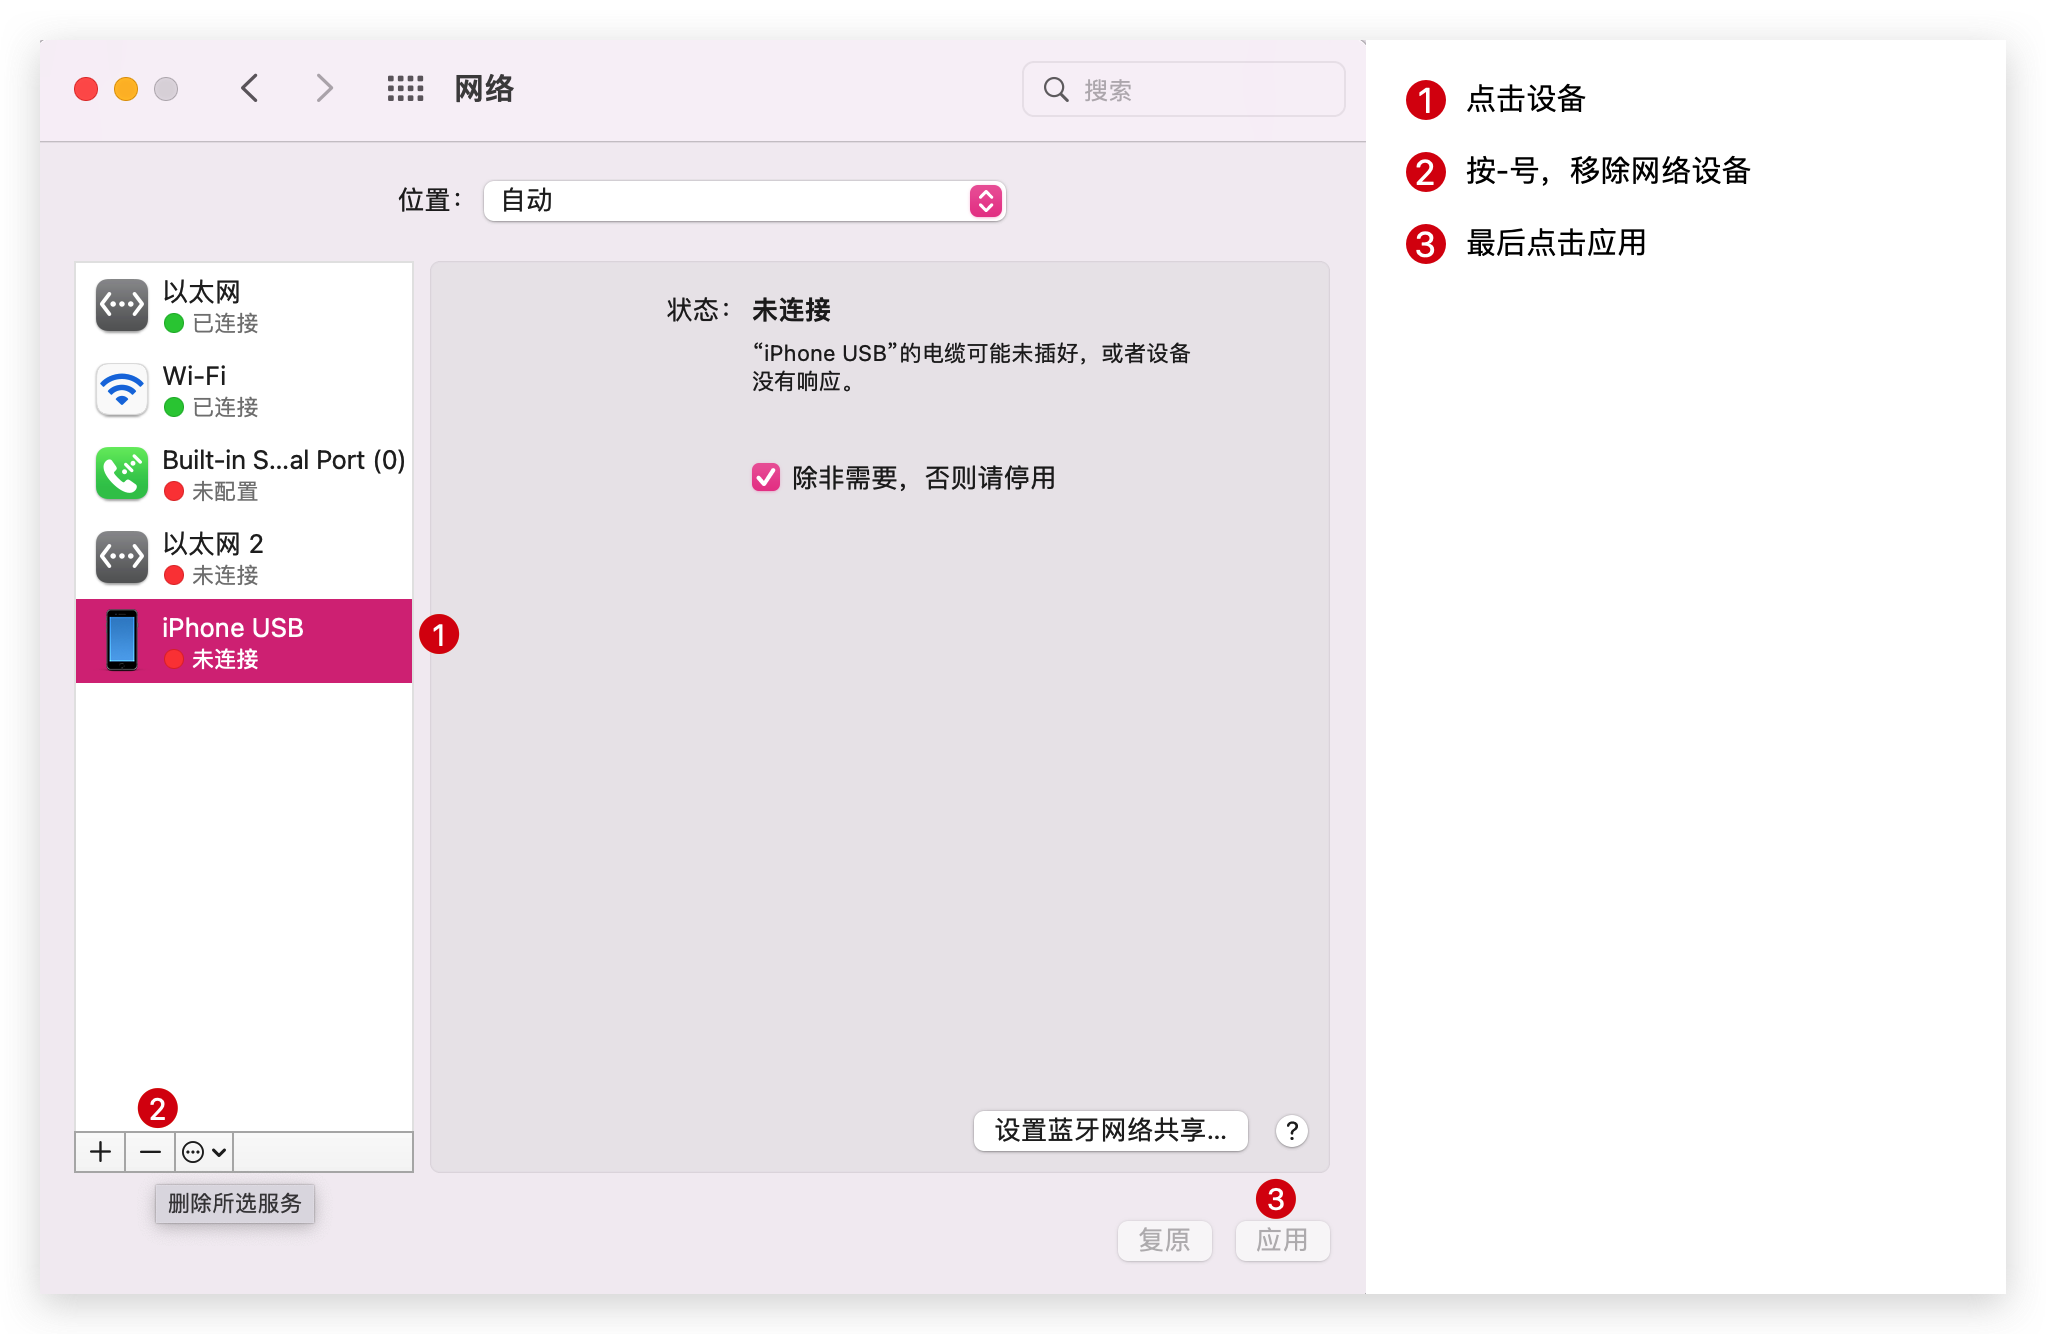 网络
搜索
位置：
自动
以太网
已连接
Wi-Fi
已连接
Built-in S...al Port (0)
未配置
以太网 2
未连接
iPhone USB
未连接
1
状态：
未连接
“iPhone USB”的电缆可能未插好，或者设备
没有响应。
除非需要，否则请停用
2
删除所选服务
设置蓝牙网络共享...
?
3
复原
应用
1 点击设备
2 按-号，移除网络设备
3 最后点击应用